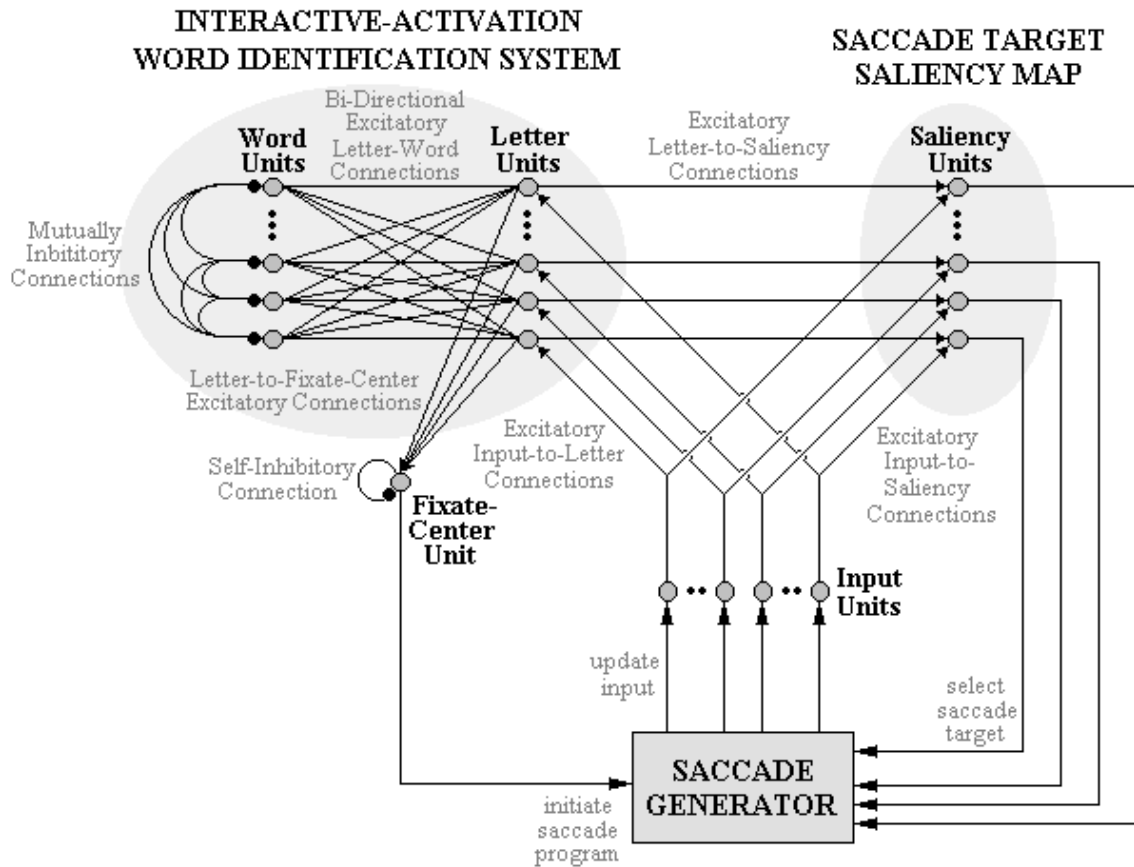 INTERACTIVE-ACTIVATION
WORD IDENTIFICATION SYSTEM
SACCADE TARGET
SALIENCY MAP
Bi-Directional
Excitatory
Letter-Word
Connections
Word
Units
Letter
Units
Excitatory
Letter-to-Saliency
Connections
Saliency
Units
Mutually
Inbititory
Connections
Letter-to-Fixate-Center
Excitatory Connections
Self-Inhibitory
Connection
Fixate-
Center
Unit
Excitatory
Input-to-Letter
Connections
Excitatory
Input-to-
Saliency
Connections
Input
Units
update
input
select
saccade
target
SACCADE
GENERATOR
initiate
saccade
program